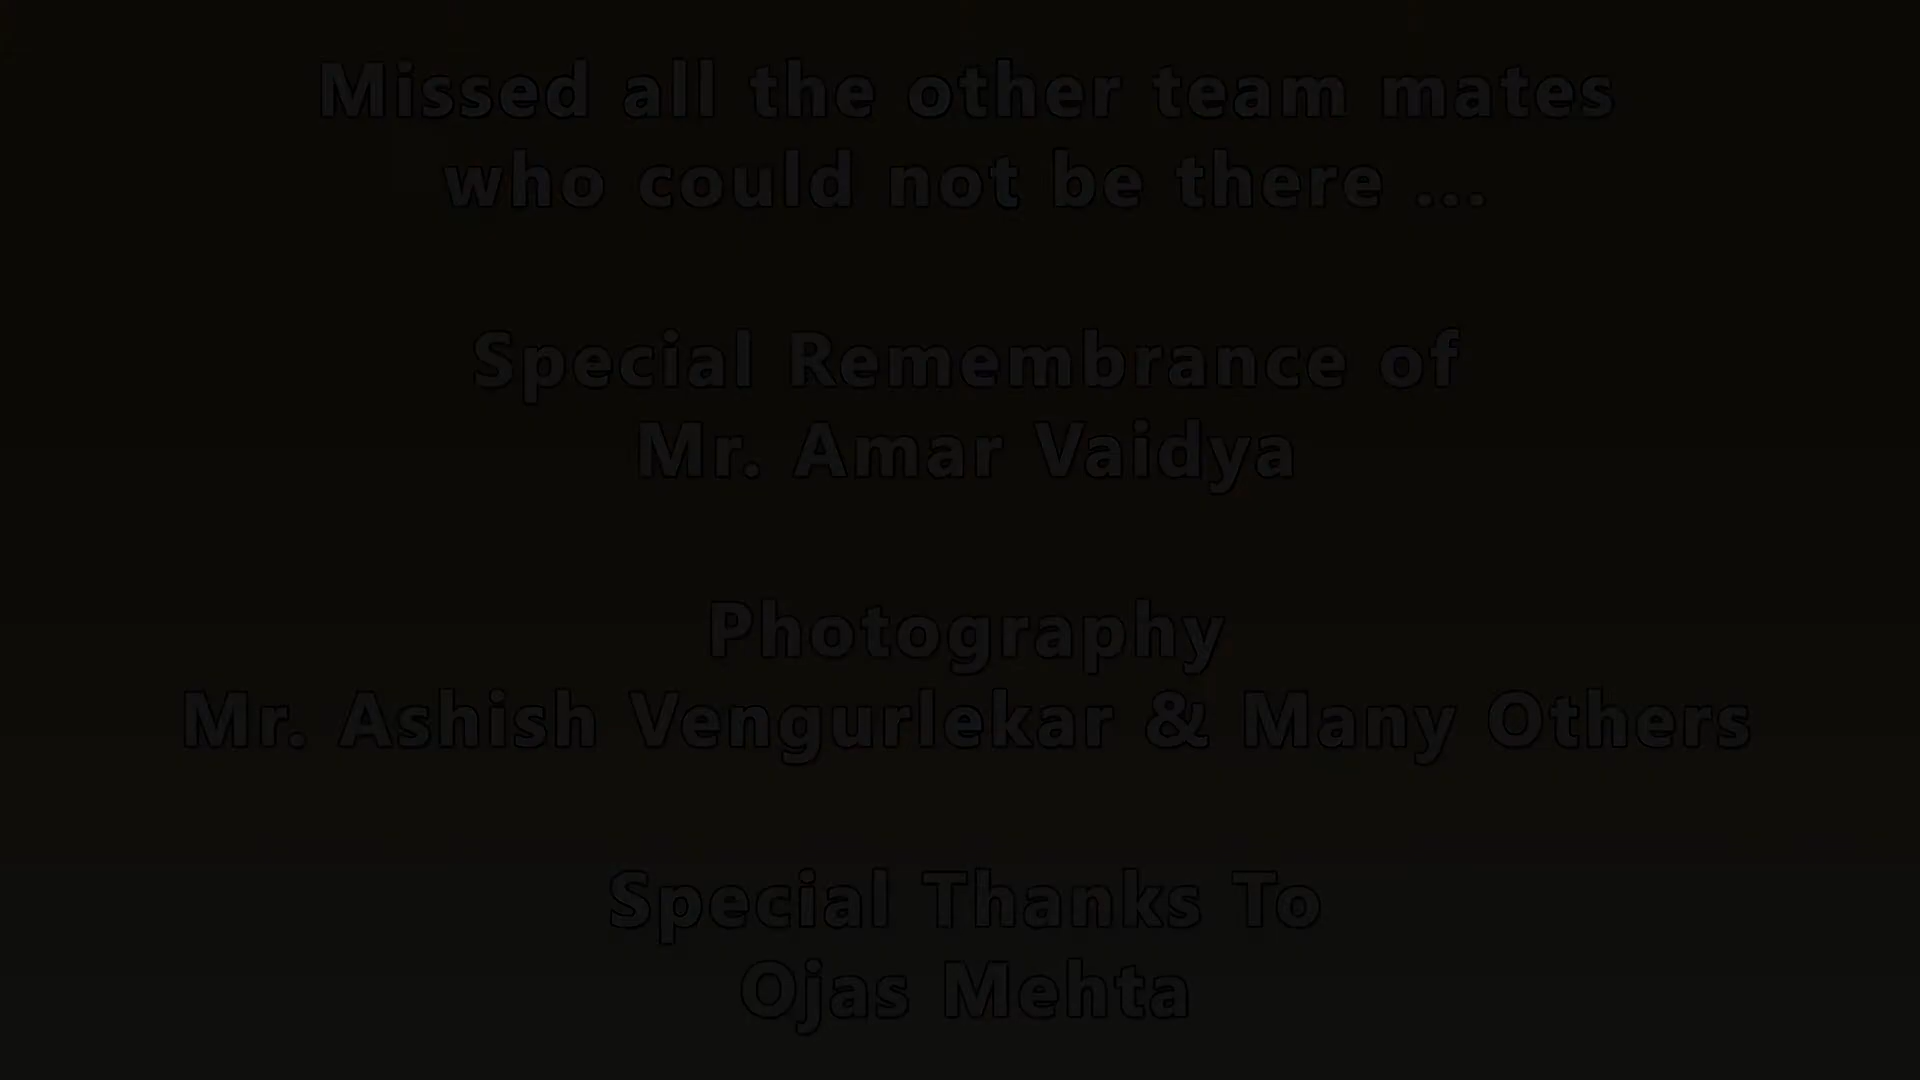 Missed all the other team mates
who could not be there ...
Special Remembrance of
Mr. Amar Vaidya
Photography
Mr. Ashish Vengurlekar & Many Others
Special Thanks To
Ojas Mehta